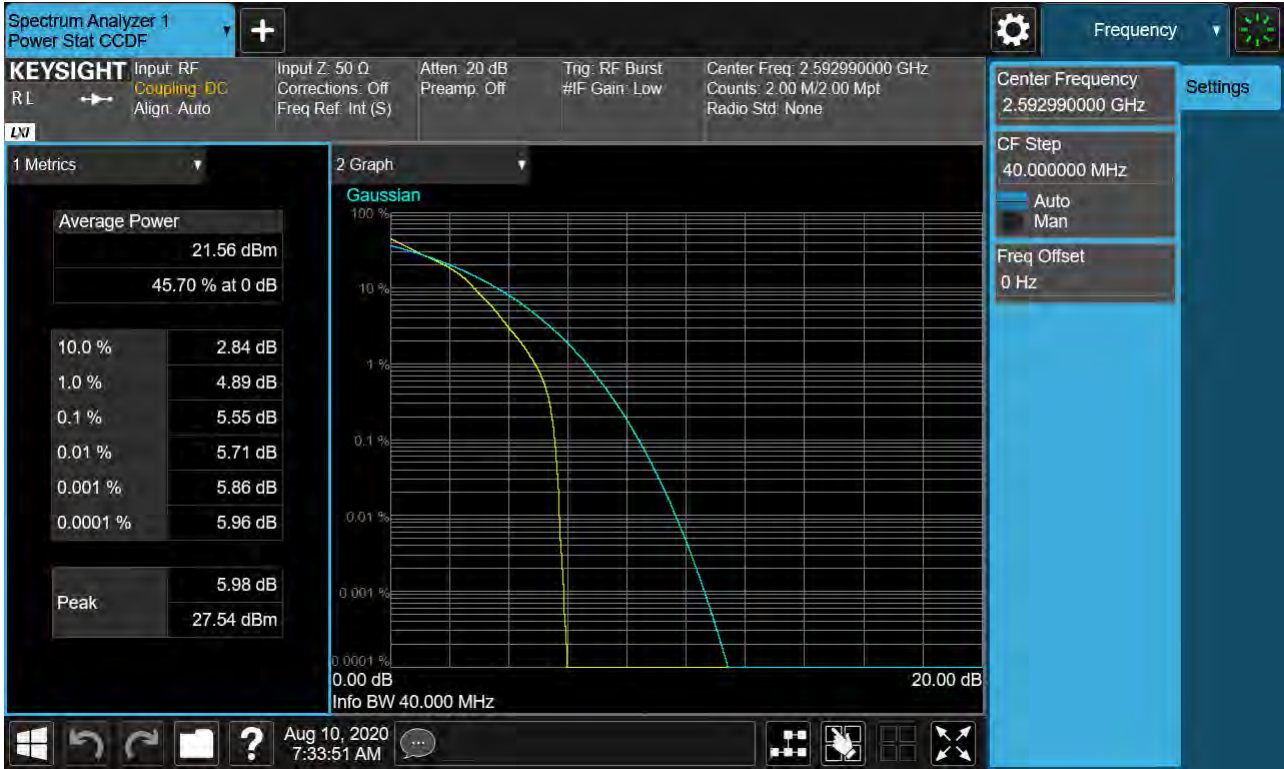 Spectrum Analyzer 1
Power Stat CCDF
+
Frequency
KEYSIGHT
RL
LXI
Input: RF
Coupling: DC
Align: Auto
Input Z: 50 Ω
Corrections: Off
Freq Ref: Int (S)
Atten: 20 dB
Preamp: Off
Trig: RF Burst
#IF Gain: Low
Center Freq: 2.592990000 GHz
Counts: 2.00 M/2.00 Mpt
Radio Std: None
Center Frequency
2.592990000 GHz
Settings
CF Step
40.000000 MHz
Auto
Man
Freq Offset
0 Hz
1 Metrics
Average Power
21.56 dBm
45.70 % at 0 dB
10.0 % 2.84 dB
1.0 % 4.89 dB
0.1 % 5.55 dB
0.01 % 5.71 dB
0.001 % 5.86 dB
0.0001 % 5.96 dB
Peak
5.98 dB
27.54 dBm
2 Graph
Gaussian
100 %
10 %
1 %
0.1 %
0.01 %
0.001 %
0.0001 %
0.00 dB 20.00 dB
Info BW 40.000 MHz
?
Aug 10, 2020
7:33:51 AM